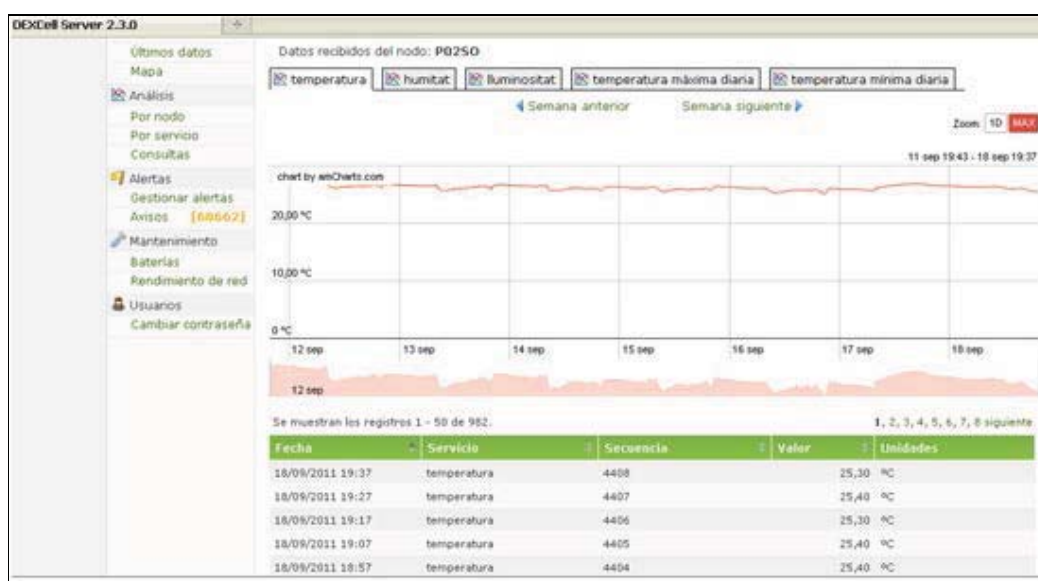 DEXCell Server 2.3.0
Últimos datos
Mapa
Análisis
Por nodo
Por servicio
Consultas
Alertas
Gestionar alertas
Avisos [60662]
Mantenimiento
Baterías
Rendimiento de red
Usuarios
Cambiar contraseña
Datos recibidos del nodo: P02SO
temperatura humitat lluminositat temperatura máxima diaria temperatura mínima diaria
Semana anterior Semana siguiente
Zoom: 1D MAX
11 sep 19:43 - 18 sep 19:37
chart by amCharts.com
20,00 ºC
10,00 ºC
0 ºC
12 sep 13 sep 14 sep 15 sep 16 sep 17 sep 18 sep
12 sep
Se muestran los registros 1 - 50 de 982.
1, 2, 3, 4, 5, 6, 7, 8 siguiente
Fecha Servicio Secuencia Valor Unidades
18/09/2011 19:37 temperatura 4408 25,30 ºC
18/09/2011 19:27 temperatura 4407 25,40 ºC
18/09/2011 19:17 temperatura 4406 25,30 ºC
18/09/2011 19:07 temperatura 4405 25,40 ºC
18/09/2011 18:57 temperatura 4404 25,40 ºC